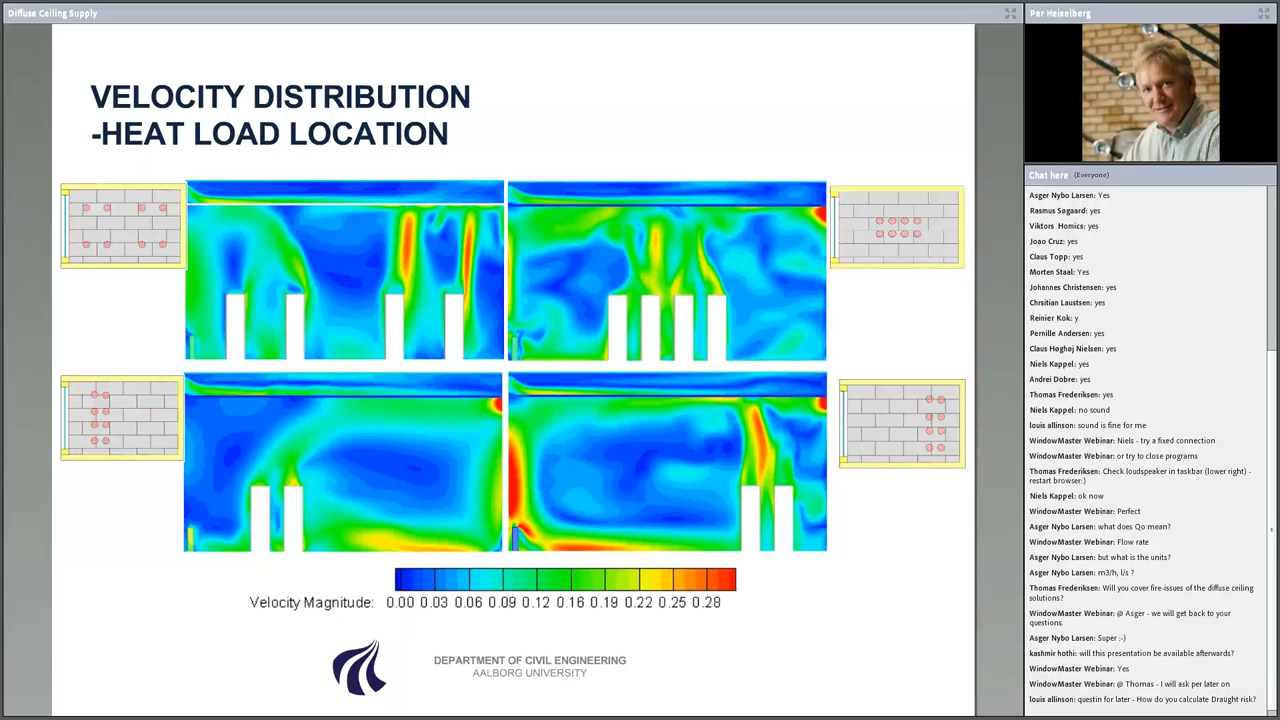 Diffuse Ceiling Supply
VELOCITY DISTRIBUTION
-HEAT LOAD LOCATION
Velocity Magnitude: 0.00 0.03 0.06 0.09 0.12 0.16 0.19 0.22 0.25 0.28
DEPARTMENT OF CIVIL ENGINEERING
AALBORG UNIVERSITY
Per Heiselberg
Chat here (Everyone)
Asger Nybo Larsen: Yes
Rasmus Søgaard: yes
Viktors Homics: yes
Joao Cruz: yes
Claus Topp: yes
Morten Staal: Yes
Johannes Christensen: yes
Chrsitian Laustsen: yes
Reinier Kok: y
Pernille Andersen: yes
Claus Høghøj Nielsen: yes
Niels Kappel: yes
Andrei Dobre: yes
Thomas Frederiksen: yes
Niels Kappel: no sound
louis allinson: sound is fine for me
WindowMaster Webinar: Niels - try a fixed connection
WindowMaster Webinar: or try to close programs
Thomas Frederiksen: Check loudspeaker in taskbar (lower right) -
restart browser:)
Niels Kappel: ok now
WindowMaster Webinar: Perfect
Asger Nybo Larsen: what does Qo mean?
WindowMaster Webinar: Flow rate
Asger Nybo Larsen: but what is the units?
Asger Nybo Larsen: m3/h, l/s ?
Thomas Frederiksen: Will you cover fire-issues of the diffuse ceiling
solutions?
WindowMaster Webinar: @ Asger - we will get back to your
questions.
Asger Nybo Larsen: Super :-)
kashmir hothi: will this presentation be available afterwards?
WindowMaster Webinar: Yes
WindowMaster Webinar: @ Thomas - I will ask per later on
louis allinson: questin for later - How do you calculate Draught risk?